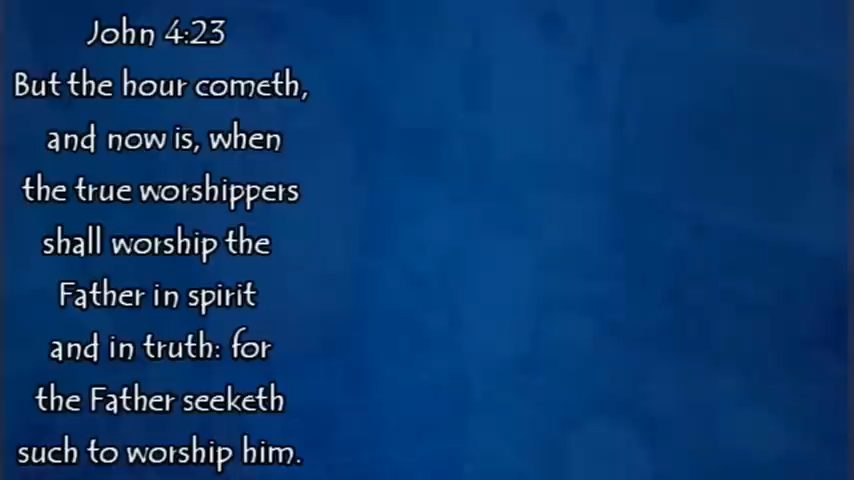 John 4:23
But the hour cometh,
and now is, when
the true worshippers
shall worship the
Father in spirit
and in truth: for
the Father seeketh
such to worship him.